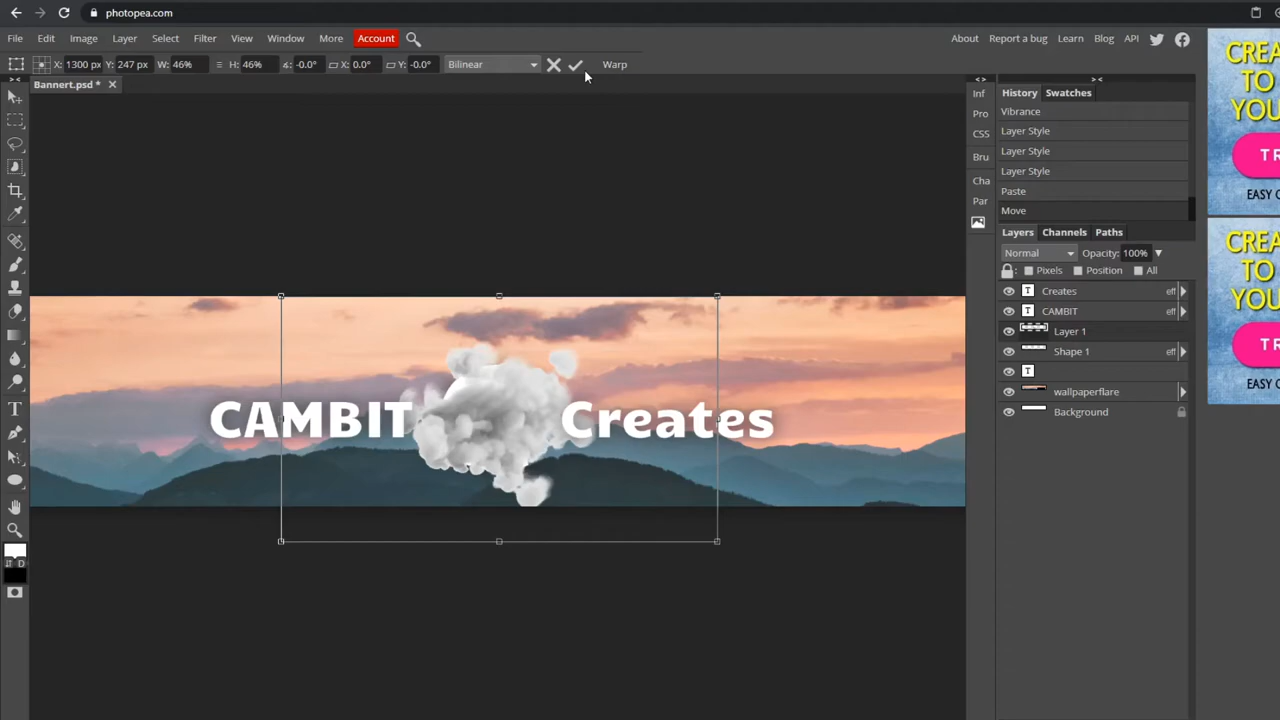 photopea.com
File Edit Image Layer Select Filter View Window More Account
About Report a bug Learn Blog API
X: 1300 px Y: 247 px W: 46% H: 46% -0.0° X: 0.0° Y: -0.0° Bilinear Warp
Bannert.psd *
CAMBIT Creates
Inf
Pro
CSS
Bru
Cha
Par
History Swatches
Vibrance
Layer Style
Layer Style
Layer Style
Paste
Move
Layers Channels Paths
Normal Opacity: 100%
Pixels Position All
T Creates eff
T CAMBIT eff
Layer 1
Shape 1 eff
T
wallpaperflare
Background
T
D
CREA
TO
YOU
TR
EASY C
CREA
TO
YOU
TR
EASY C